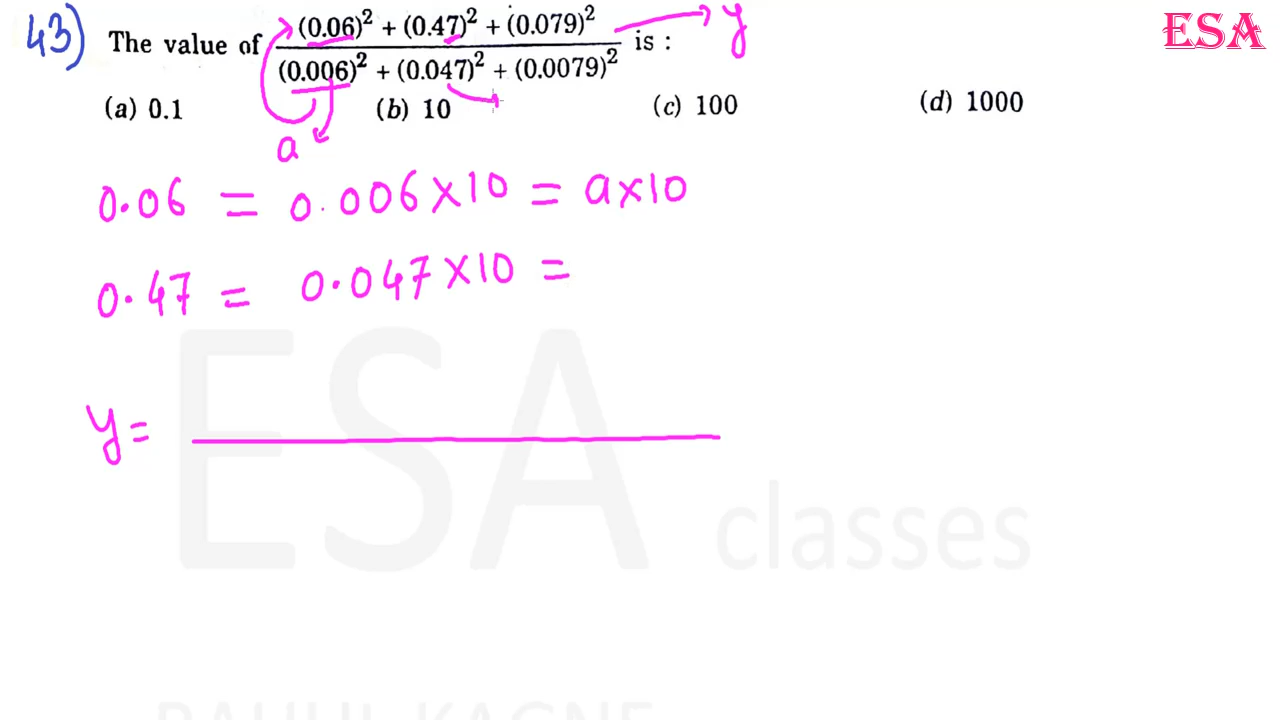 ESA
43) The value of \frac{(0.06)^2 + (0.47)^2 + (0.079)^2}{(0.006)^2 + (0.047)^2 + (0.0079)^2} is : y
(a) 0.1 (b) 10 (c) 100 (d) 1000
a
0.06 = 0.006×10 = a×10
0.47 = 0.047×10 =
y=
ESA classes